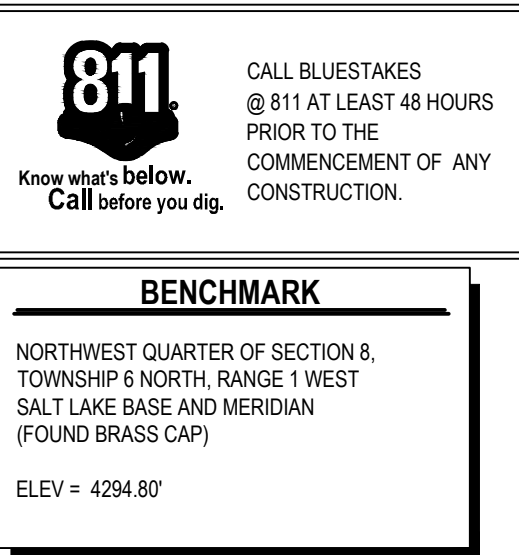 811
Know what's below.
Call before you dig.
CALL BLUESTAKES
@ 811 AT LEAST 48 HOURS
PRIOR TO THE
COMMENCEMENT OF ANY
CONSTRUCTION.
BENCHMARK
NORTHWEST QUARTER OF SECTION 8,
TOWNSHIP 6 NORTH, RANGE 1 WEST
SALT LAKE BASE AND MERIDIAN
(FOUND BRASS CAP)
ELEV = 4294.80'